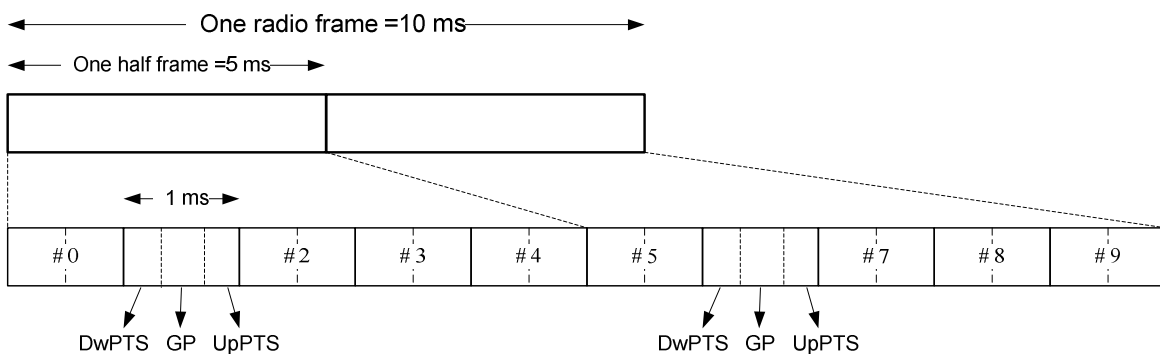 One radio frame =10 ms
One half frame =5 ms
1 ms
#0 #2 #3 #4 #5 #7 #8 #9
DwPTS GP UpPTS DwPTS GP UpPTS